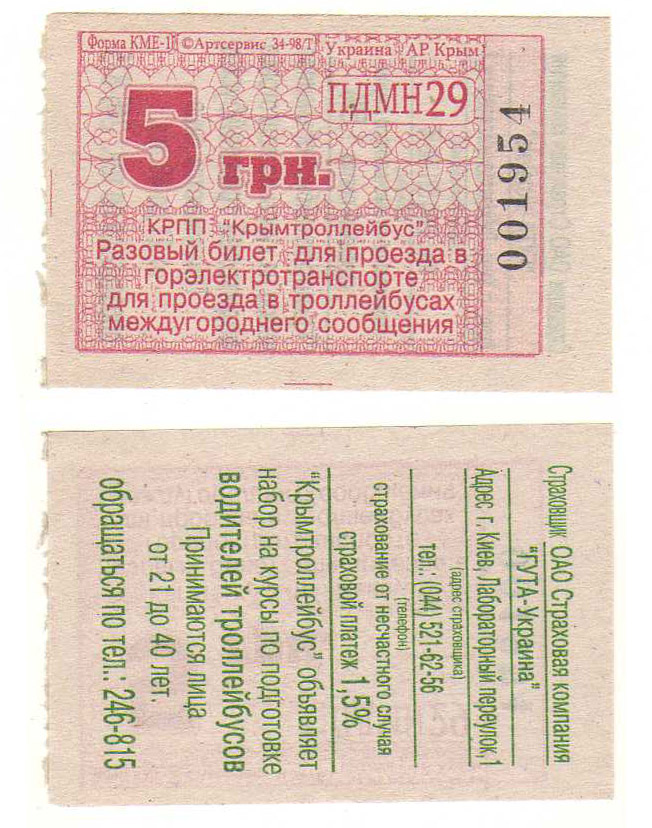 Форма КМЕ-1 ©Артсервис 34-98/Т Украина АР Крым
ПДМН29
5 грн.
001954
КРПП "Крымтроллейбус"
Разовый билет для проезда в
горэлектротранспорте
для проезда в троллейбусах
междугороднего сообщения
Страховщик ОАО Страховая компания
"ГУТА-Украина"
Адрес г. Киев, Лабораторный переулок,1
(адрес страховщика)
тел.: (044) 521-62-56
(телефон)
страхование от несчастного случая
страховой платеж 1,5%
"Крымтроллейбус" объявляет
набор на курсы по подготовке
водителей троллейбусов
Принимаются лица
от 21 до 40 лет.
обращаться по тел.: 246-815